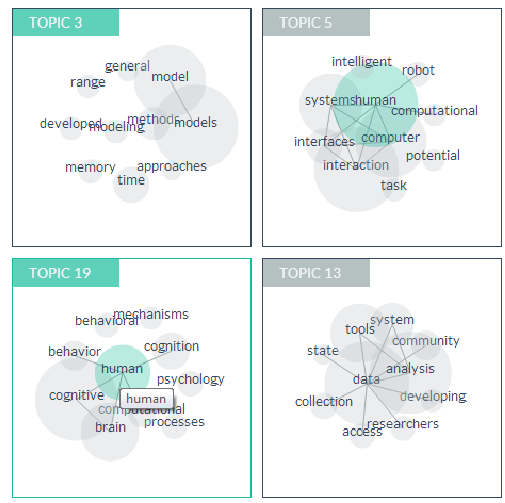 TOPIC 3
general
model
range
developed
methods
modeling
models
memory
approaches
time
TOPIC 5
intelligent
robot
systems
human
computational
interfaces
computer
interaction
potential
task
TOPIC 19
mechanisms
behavioral
behavior
cognition
human
psychology
cognitive
human
computational
brain
processes
TOPIC 13
system
tools
community
state
analysis
data
collection
developing
access
researchers